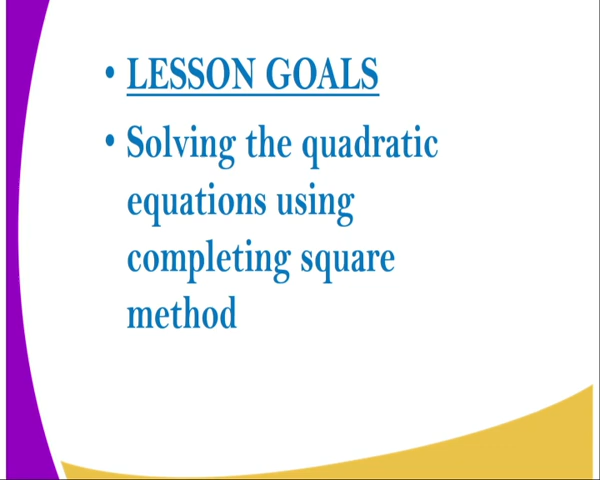 • LESSON GOALS
• Solving the quadratic
equations using
completing square
method